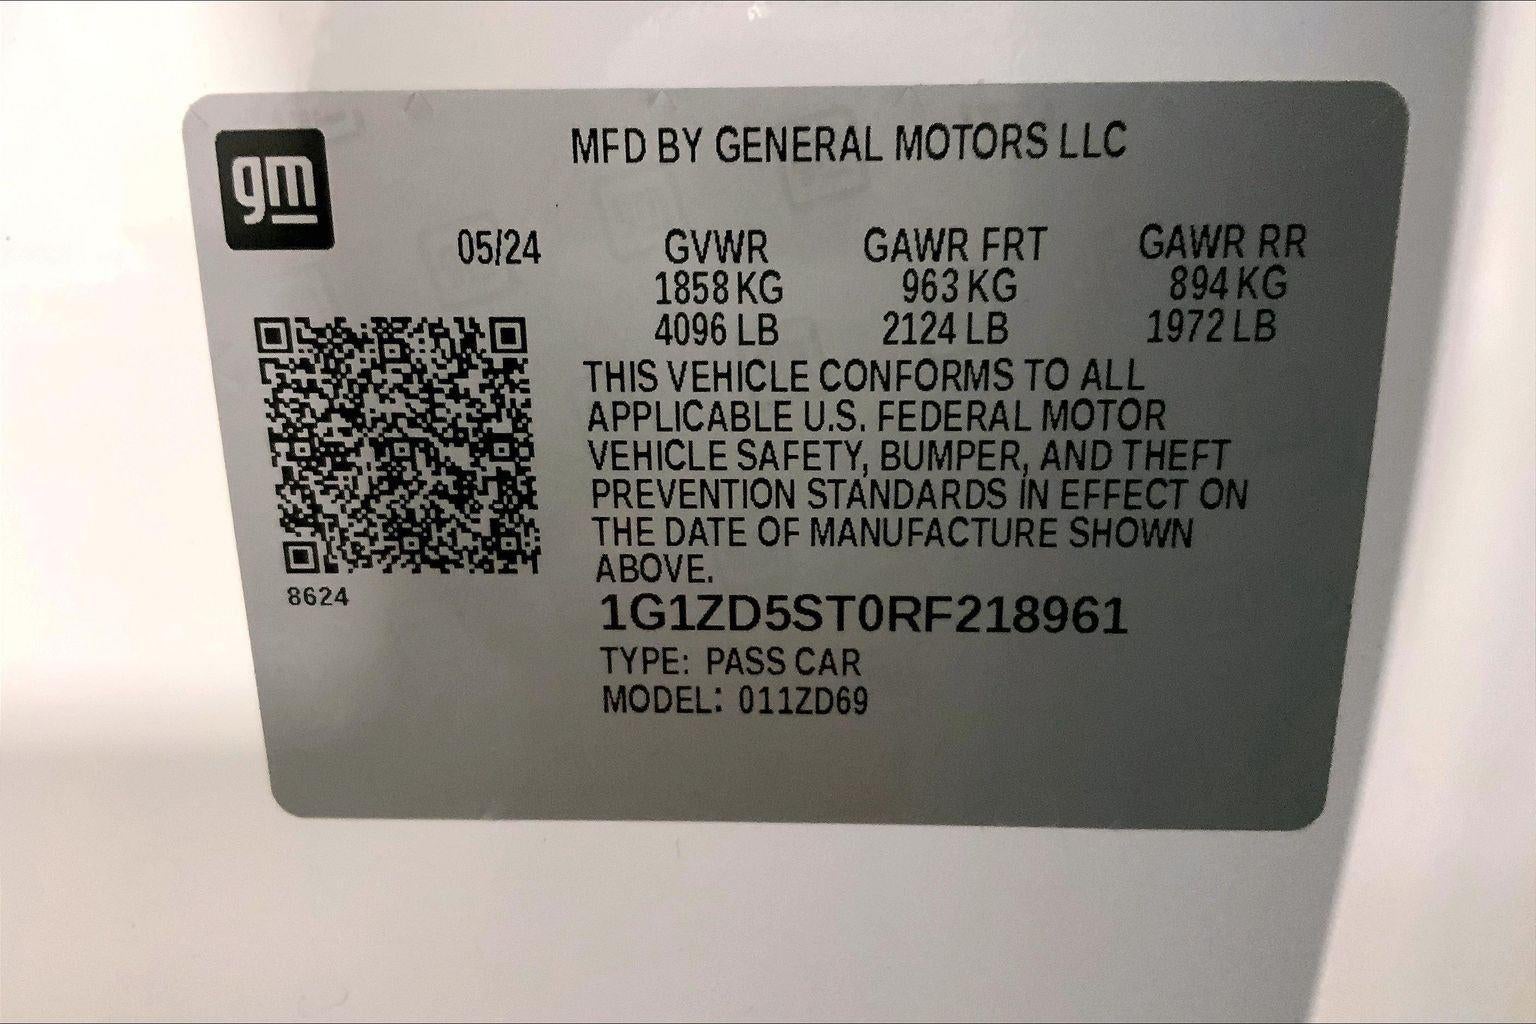 gm
MFD BY GENERAL MOTORS LLC
05/24 GVWR GAWR FRT GAWR RR
1858 KG 963 KG 894 KG
4096 LB 2124 LB 1972 LB
THIS VEHICLE CONFORMS TO ALL
APPLICABLE U.S. FEDERAL MOTOR
VEHICLE SAFETY, BUMPER, AND THEFT
PREVENTION STANDARDS IN EFFECT ON
THE DATE OF MANUFACTURE SHOWN
ABOVE.
8624
1G1ZD5ST0RF218961
TYPE: PASS CAR
MODEL: 011ZD69